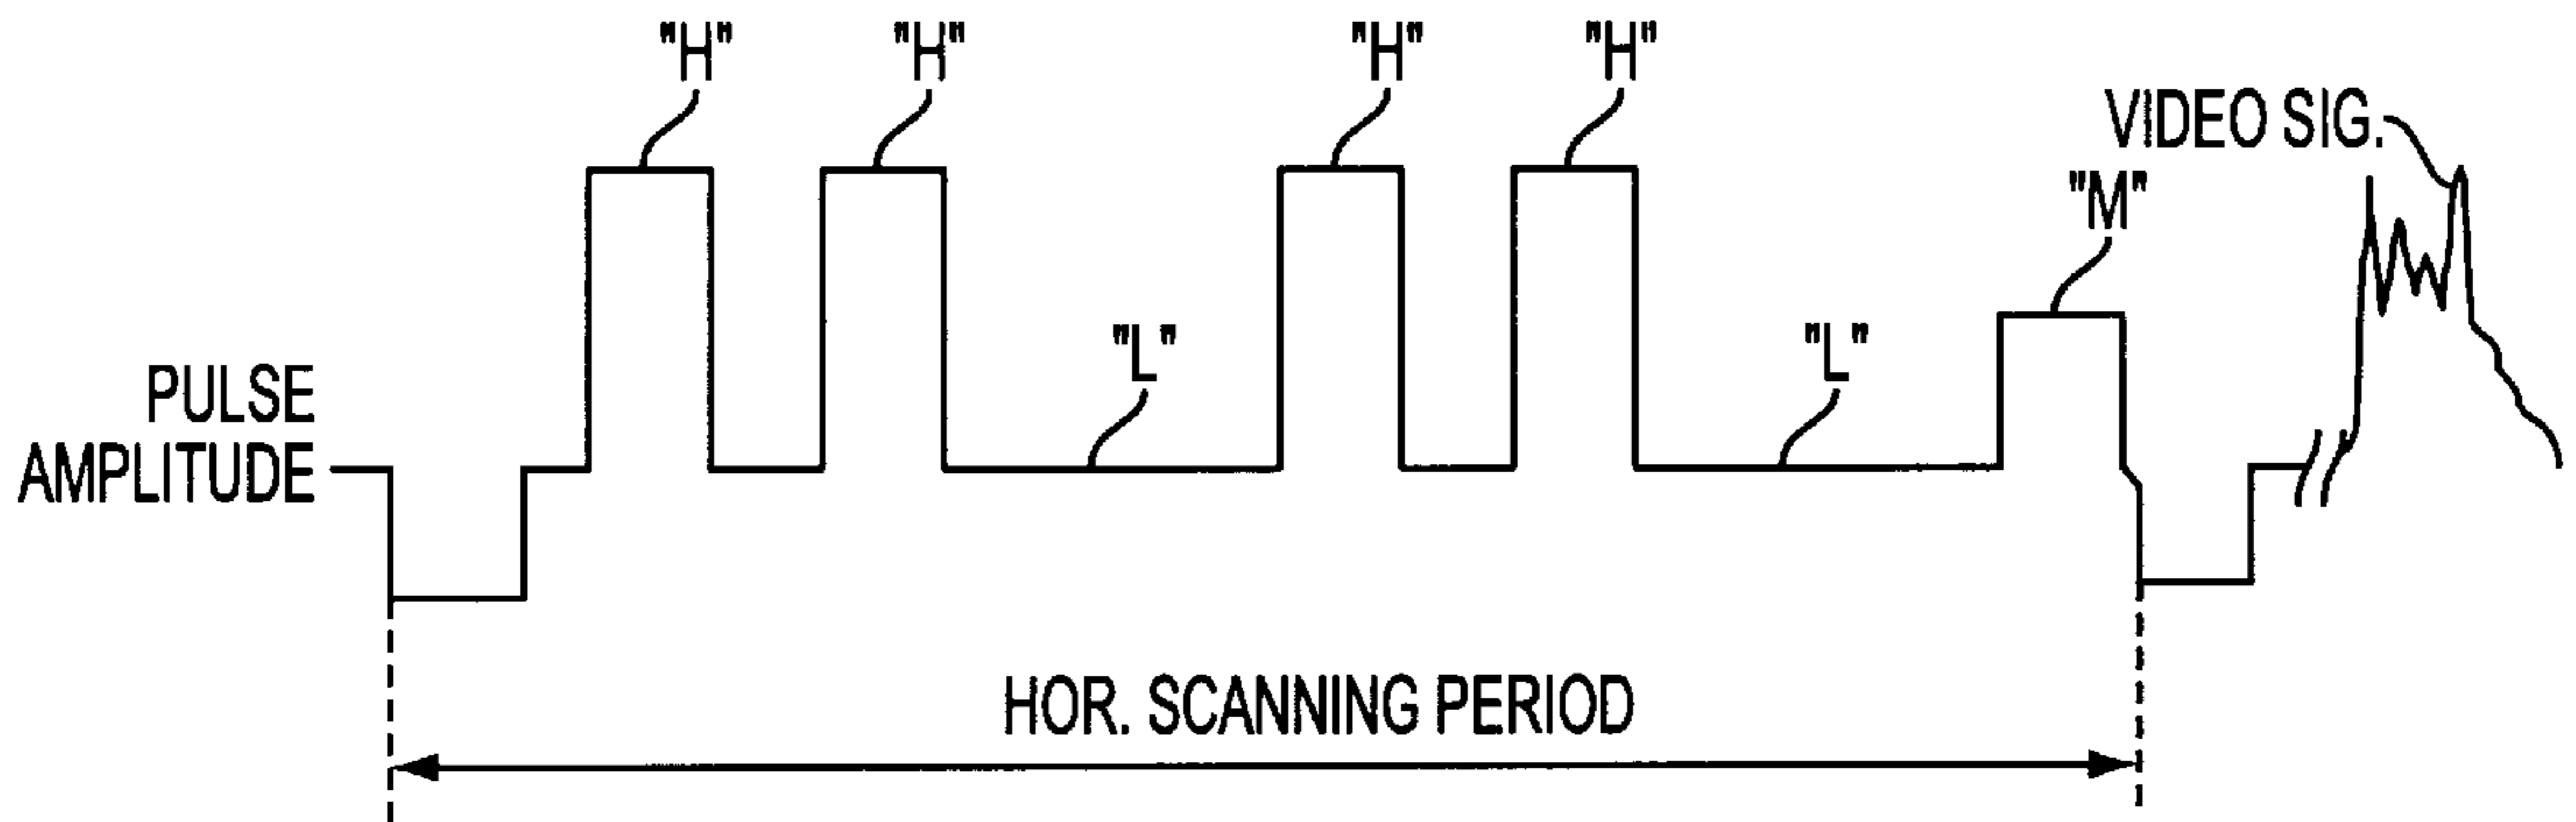 "H" "H" "H" "H"
VIDEO SIG.
"M"
"L" "L"
PULSE
AMPLITUDE
HOR. SCANNING PERIOD